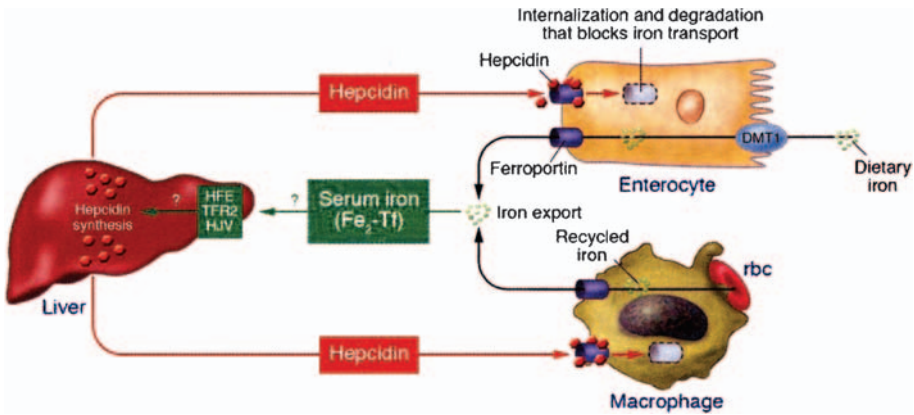 Internalization and degradation
that blocks iron transport
Hepcidin
Hepcidin
DMT1
Ferroportin
Enterocyte
Dietary
iron
?
HFE
TFR2
HJV
?
Serum iron
(Fe2-Tf)
Hepcidin
synthesis
Iron export
Recycled
iron
rbc
Liver
Hepcidin
Macrophage